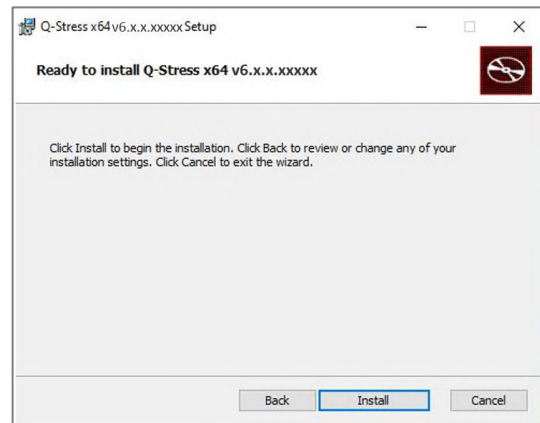 Q-Stress x64 v6.x.x.xxxxx Setup
Ready to install Q-Stress x64 v6.x.x.xxxxx
Click Install to begin the installation. Click Back to review or change any of your
installation settings. Click Cancel to exit the wizard.
Back Install Cancel